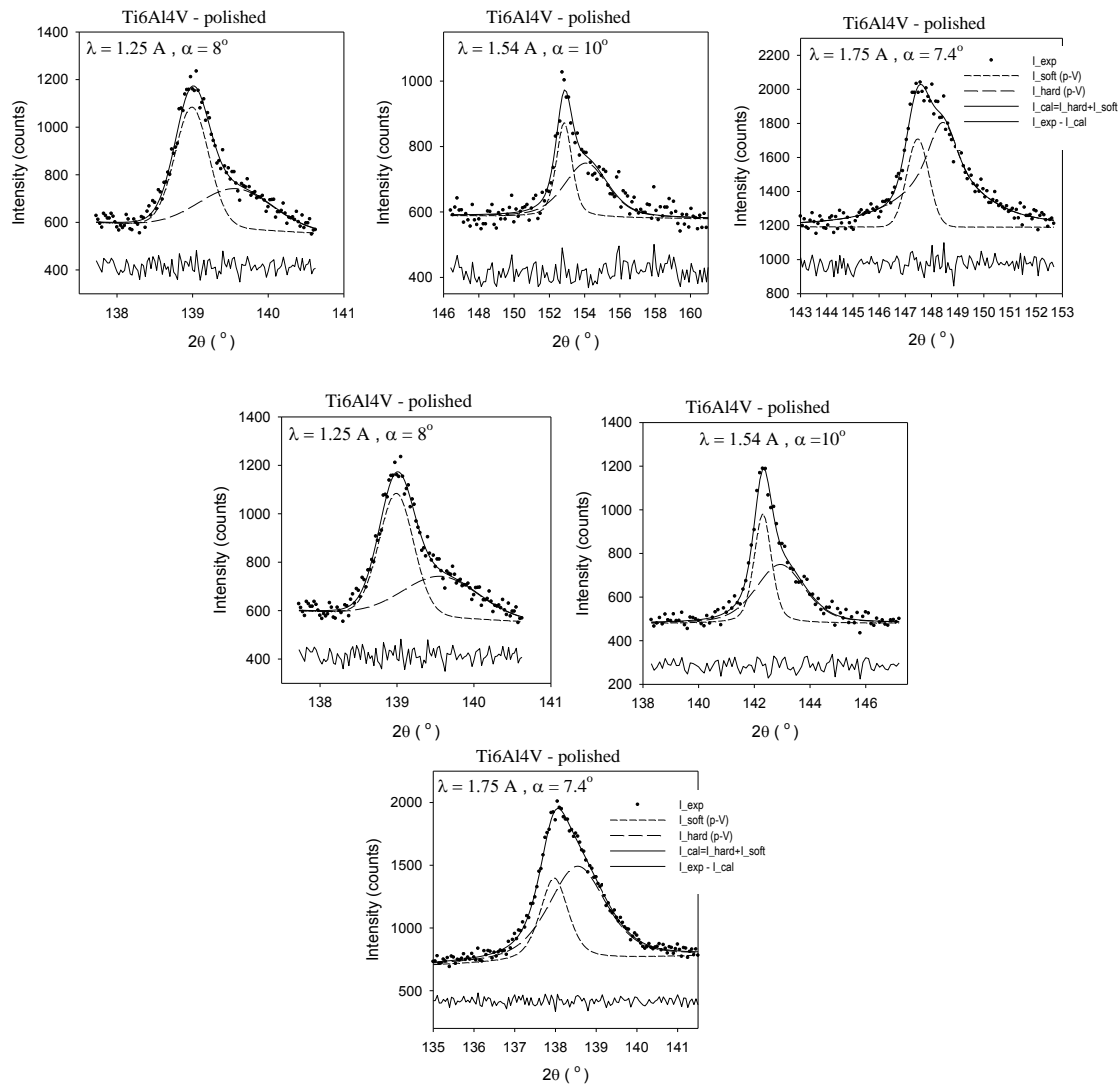 Ti6Al4V - polished
λ = 1.25 A , α = 8°
Intensity (counts)
1400
1200
1000
800
600
400
138 139 140 141
2θ ( °)
Ti6Al4V - polished
λ = 1.54 A , α = 10°
Intensity (counts)
1000
800
600
400
146 148 150 152 154 156 158 160
2θ ( °)
Ti6Al4V - polished
λ = 1.75 A , α = 7.4°
Intensity (counts)
2200
2000
1800
1600
1400
1200
1000
800
143 144 145 146 147 148 149 150 151 152 153
2θ ( °)
I_exp
I_soft (p-V)
I_hard (p-V)
I_cal=I_hard+I_soft
I_exp - I_cal
Ti6Al4V - polished
λ = 1.25 A , α = 8°
Intensity (counts)
1400
1200
1000
800
600
400
138 139 140 141
2θ ( °)
Ti6Al4V - polished
λ = 1.54 A , α =10°
Intensity (counts)
1400
1200
1000
800
600
400
200
138 140 142 144 146
2θ ( °)
Ti6Al4V - polished
λ = 1.75 A , α = 7.4°
Intensity (counts)
2000
1500
1000
500
135 136 137 138 139 140 141
2θ ( °)
I_exp
I_soft (p-V)
I_hard (p-V)
I_cal=I_hard+I_soft
I_exp - I_cal